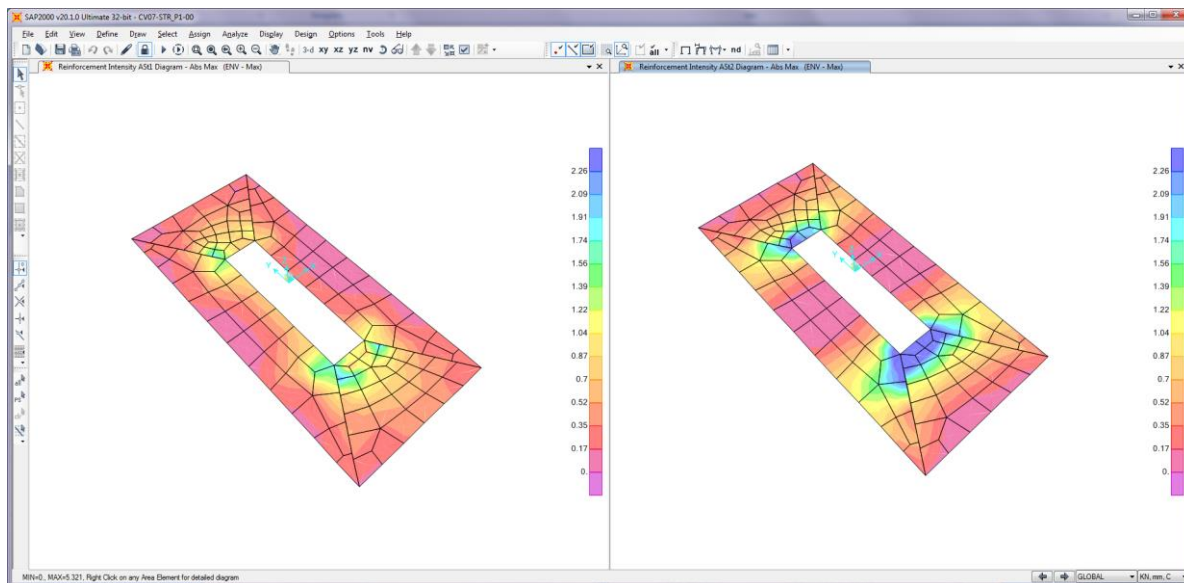 SAP2000 v20.1.0 Ultimate 32-bit - CV07-STR_P1-00
File Edit View Define Draw Select Assign Analyze Display Design Options Tools Help
3-d xy xz yz nv
all
nd
Reinforcement Intensity ASt1 Diagram - Abs Max (ENV - Max)
2.26
2.09
1.91
1.74
1.56
1.39
1.22
1.04
0.87
0.7
0.52
0.35
0.17
0.
Reinforcement Intensity ASt2 Diagram - Abs Max (ENV - Max)
2.26
2.09
1.91
1.74
1.56
1.39
1.22
1.04
0.87
0.7
0.52
0.35
0.17
0.
MIN=0., MAX=5.321, Right Click on any Area Element for detailed diagram
GLOBAL
KN, mm, C